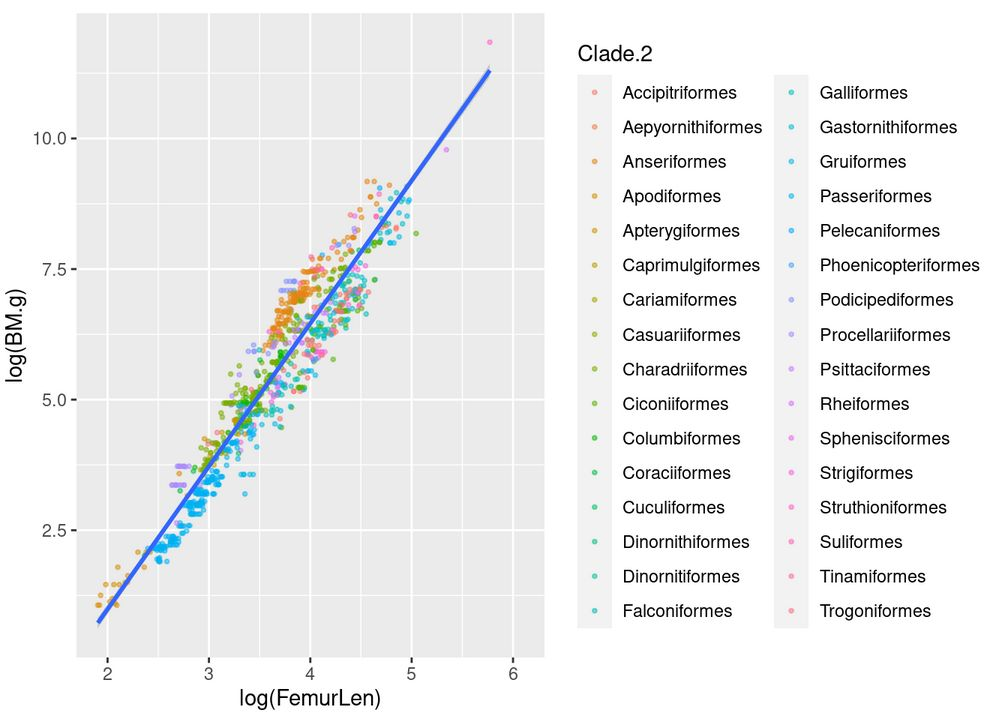 log(BM.g)
10.0
7.5
5.0
2.5
2 3 4 5 6
log(FemurLen)
Clade.2
Accipitriformes
Aepyornithiformes
Anseriformes
Apodiformes
Apterygiformes
Caprimulgiformes
Cariamiformes
Casuariiformes
Charadriiformes
Ciconiiformes
Columbiformes
Coraciiformes
Cuculiformes
Dinornithiformes
Dinornitiformes
Falconiformes
Galliformes
Gastornithiformes
Gruiformes
Passeriformes
Pelecaniformes
Phoenicopteriformes
Podicipediformes
Procellariiformes
Psittaciformes
Rheiformes
Sphenisciformes
Strigiformes
Struthioniformes
Suliformes
Tinamiformes
Trogoniformes